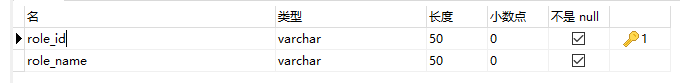 名 类型 长度 小数点 不是 null
role_id varchar 50 0 1
role_name varchar 50 0